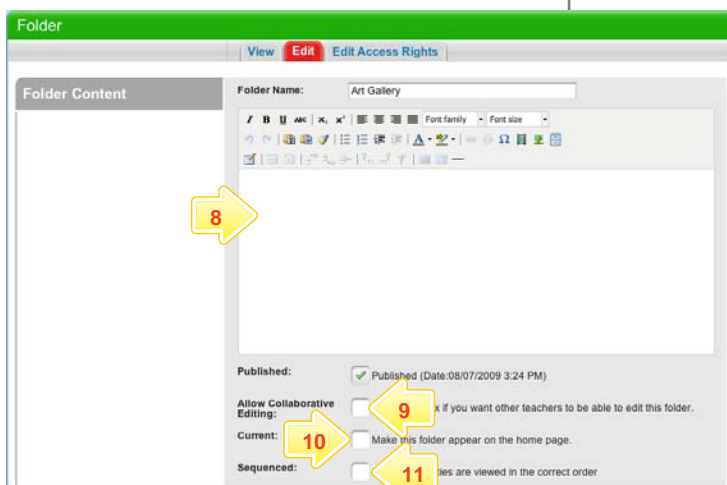 Folder
View Edit Edit Access Rights
Folder Content
Folder Name: Art Gallery
I B U ABC x, x' Font family Font size
A Ω
8
Published: Published (Date:08/07/2009 3:24 PM)
Allow Collaborative
Editing: 9 if you want other teachers to be able to edit this folder.
Current: 10 Make this folder appear on the home page.
Sequenced: 11 are viewed in the correct order